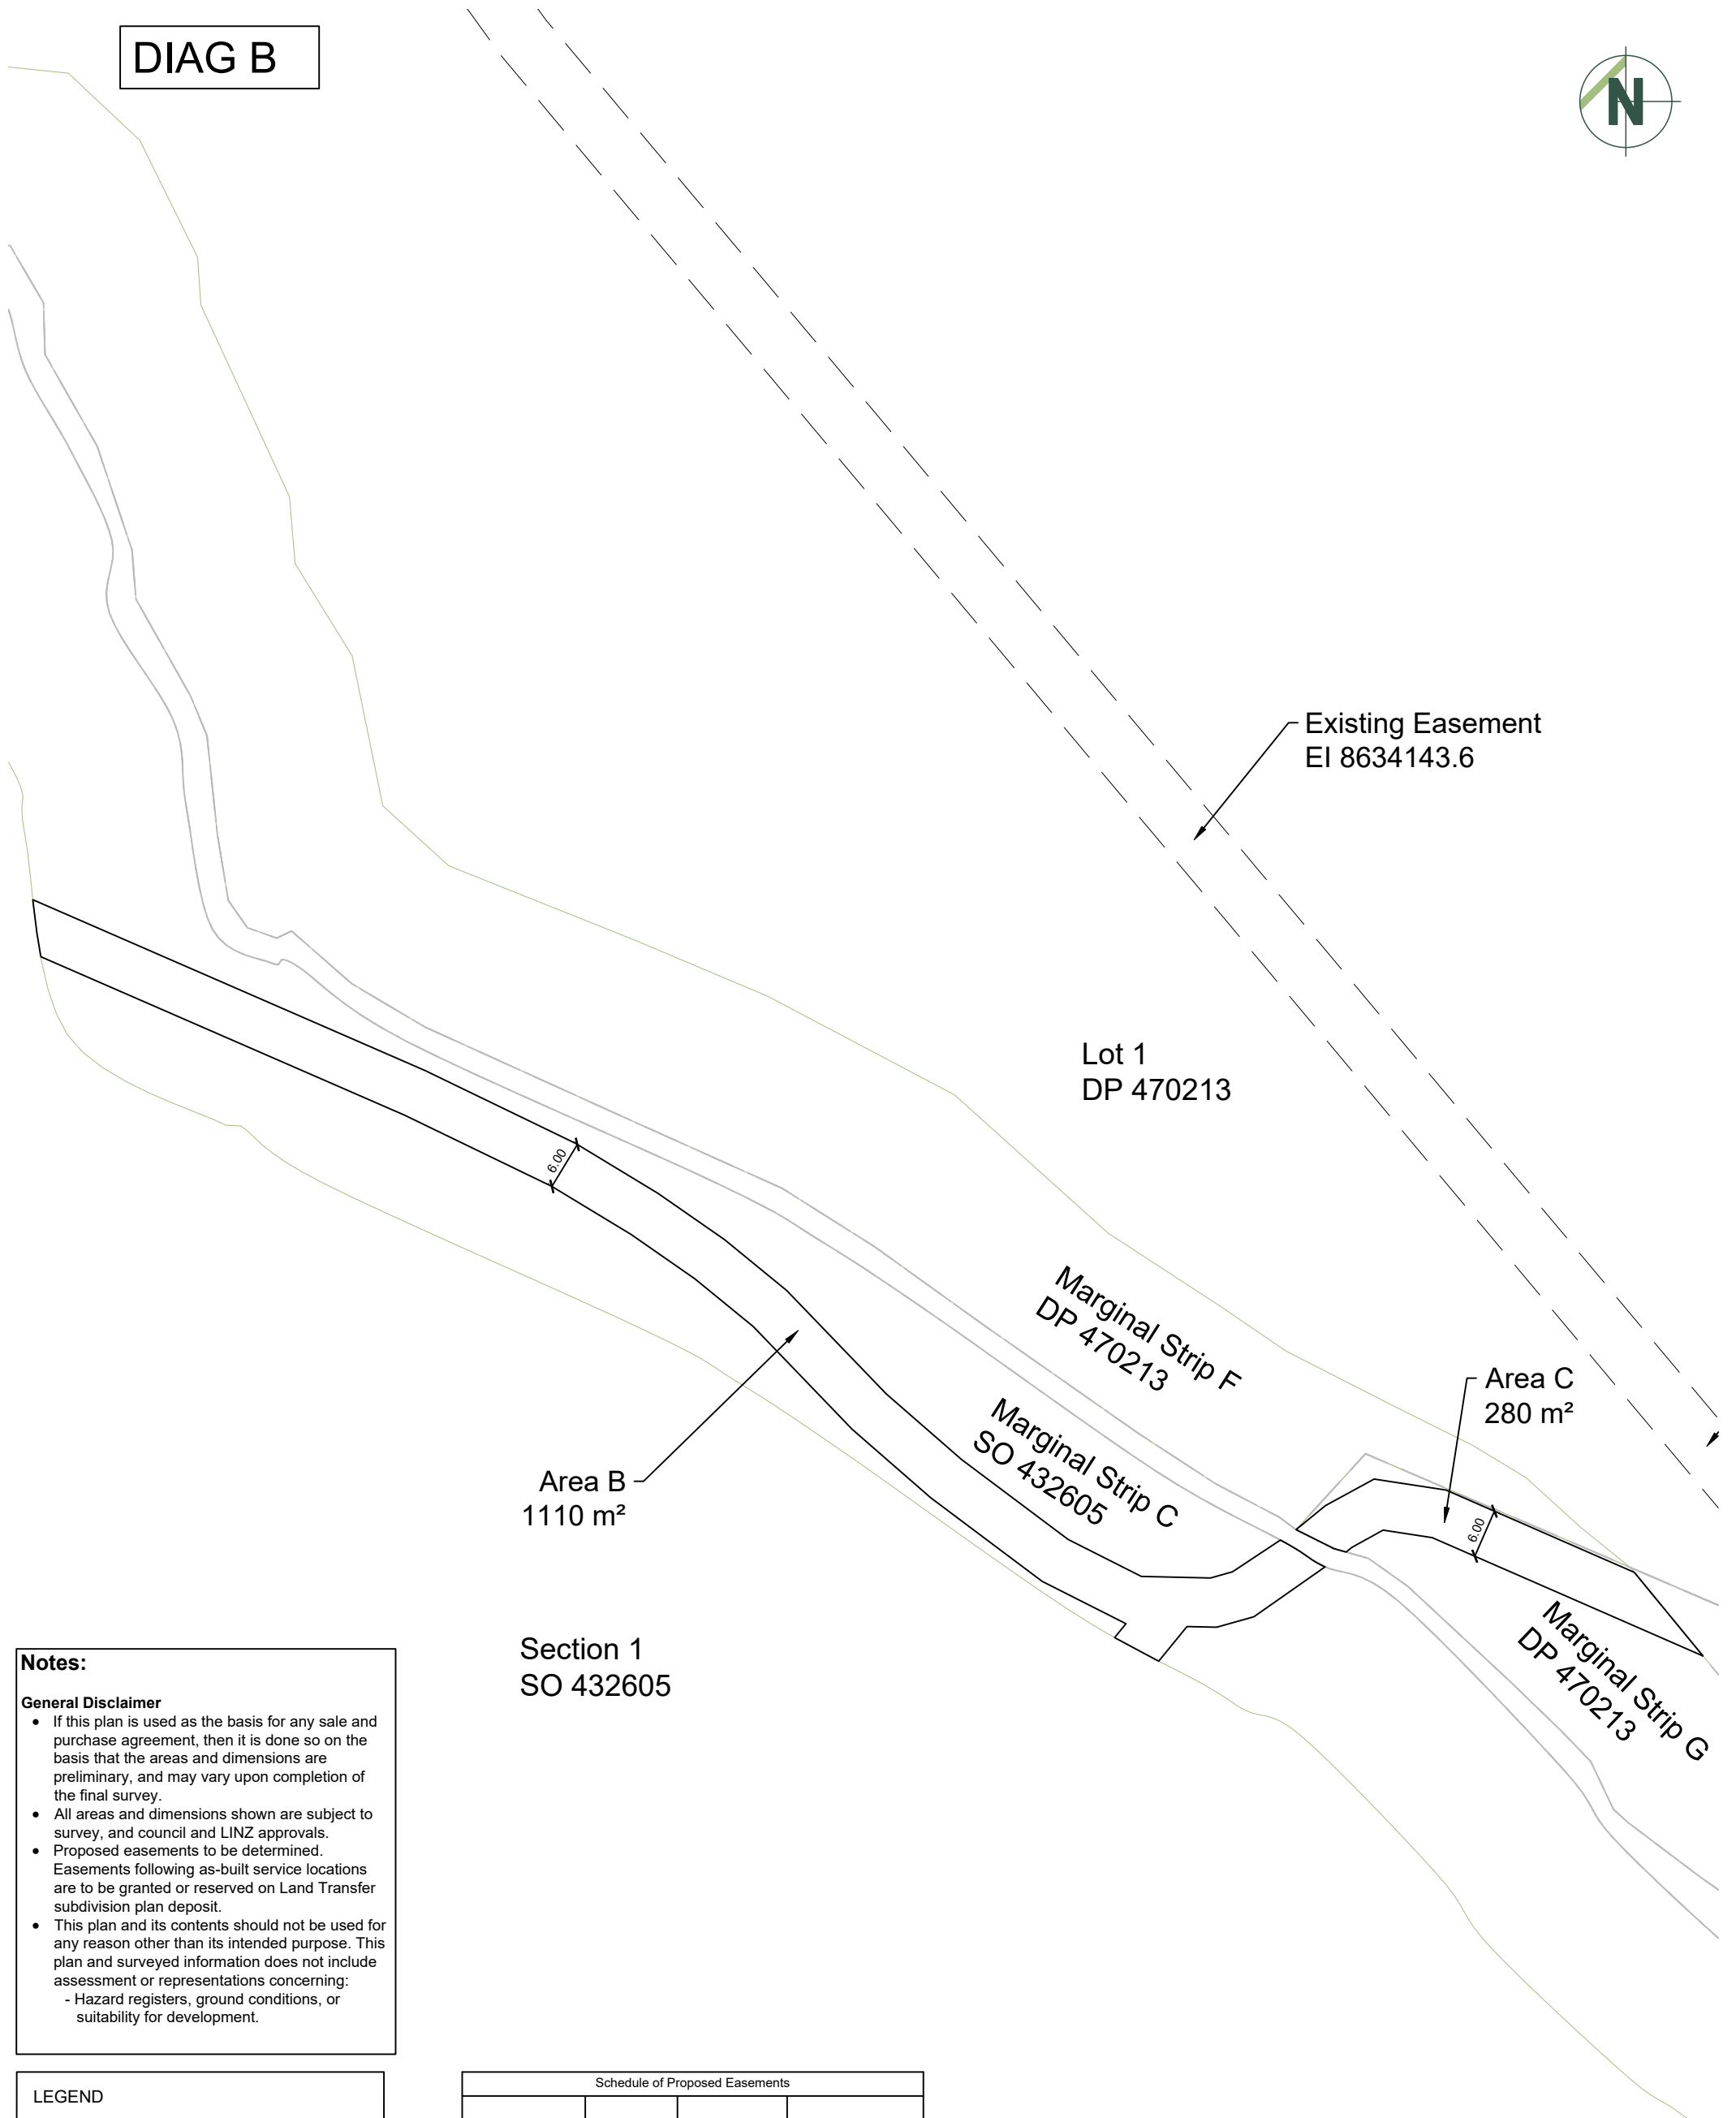 DIAG B
N
Existing Easement
EI 8634143.6
Lot 1
DP 470213
6.00
Marginal Strip F
DP 470213
Area C
280 m²
Marginal Strip C
SO 432605
Area B
1110 m²
6.00
Marginal Strip G
DP 470213
Section 1
SO 432605
Notes:
General Disclaimer
• If this plan is used as the basis for any sale and
purchase agreement, then it is done so on the
basis that the areas and dimensions are
preliminary, and may vary upon completion of
the final survey.
• All areas and dimensions shown are subject to
survey, and council and LINZ approvals.
• Proposed easements to be determined.
Easements following as-built service locations
are to be granted or reserved on Land Transfer
subdivision plan deposit.
• This plan and its contents should not be used for
any reason other than its intended purpose. This
plan and surveyed information does not include
assessment or representations concerning:
- Hazard registers, ground conditions, or
suitability for development.
LEGEND
Schedule of Proposed Easements